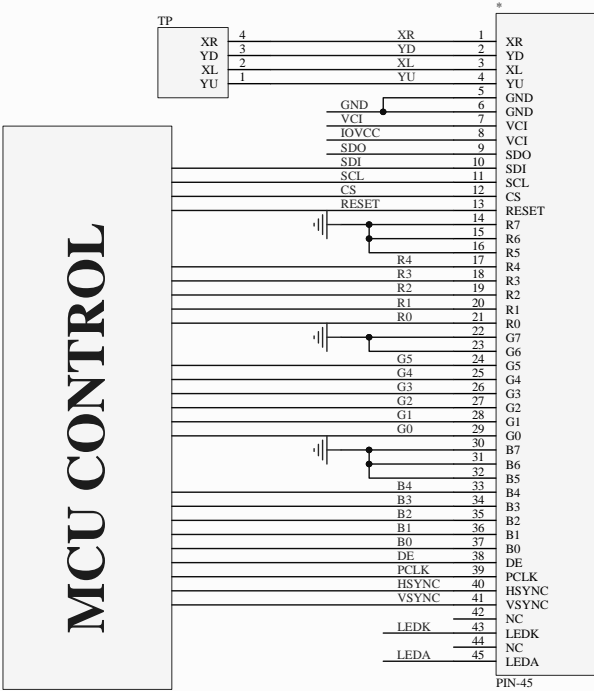 *
TP
XR 4 XR 1 XR
YD 3 YD 2 YD
XL 2 XL 3 XL
YU 1 YU 4 YU
5 GND
GND 6 GND
VCI 7 VCI
IOVCC 8 VCI
SDO 9 SDO
SDI 10 SDI
SCL 11 SCL
CS 12 CS
RESET 13 RESET
14 R7
15 R6
16 R5
R4 17 R4
R3 18 R3
R2 19 R2
R1 20 R1
R0 21 R0
22 G7
23 G6
G5 24 G5
G4 25 G4
G3 26 G3
G2 27 G2
G1 28 G1
G0 29 G0
30 B7
31 B6
32 B5
B4 33 B4
B3 34 B3
B2 35 B2
B1 36 B1
B0 37 B0
DE 38 DE
PCLK 39 PCLK
HSYNC 40 HSYNC
VSYNC 41 VSYNC
42 NC
LEDK 43 LEDK
44 NC
LEDA 45 LEDA
PIN-45
MCU CONTROL